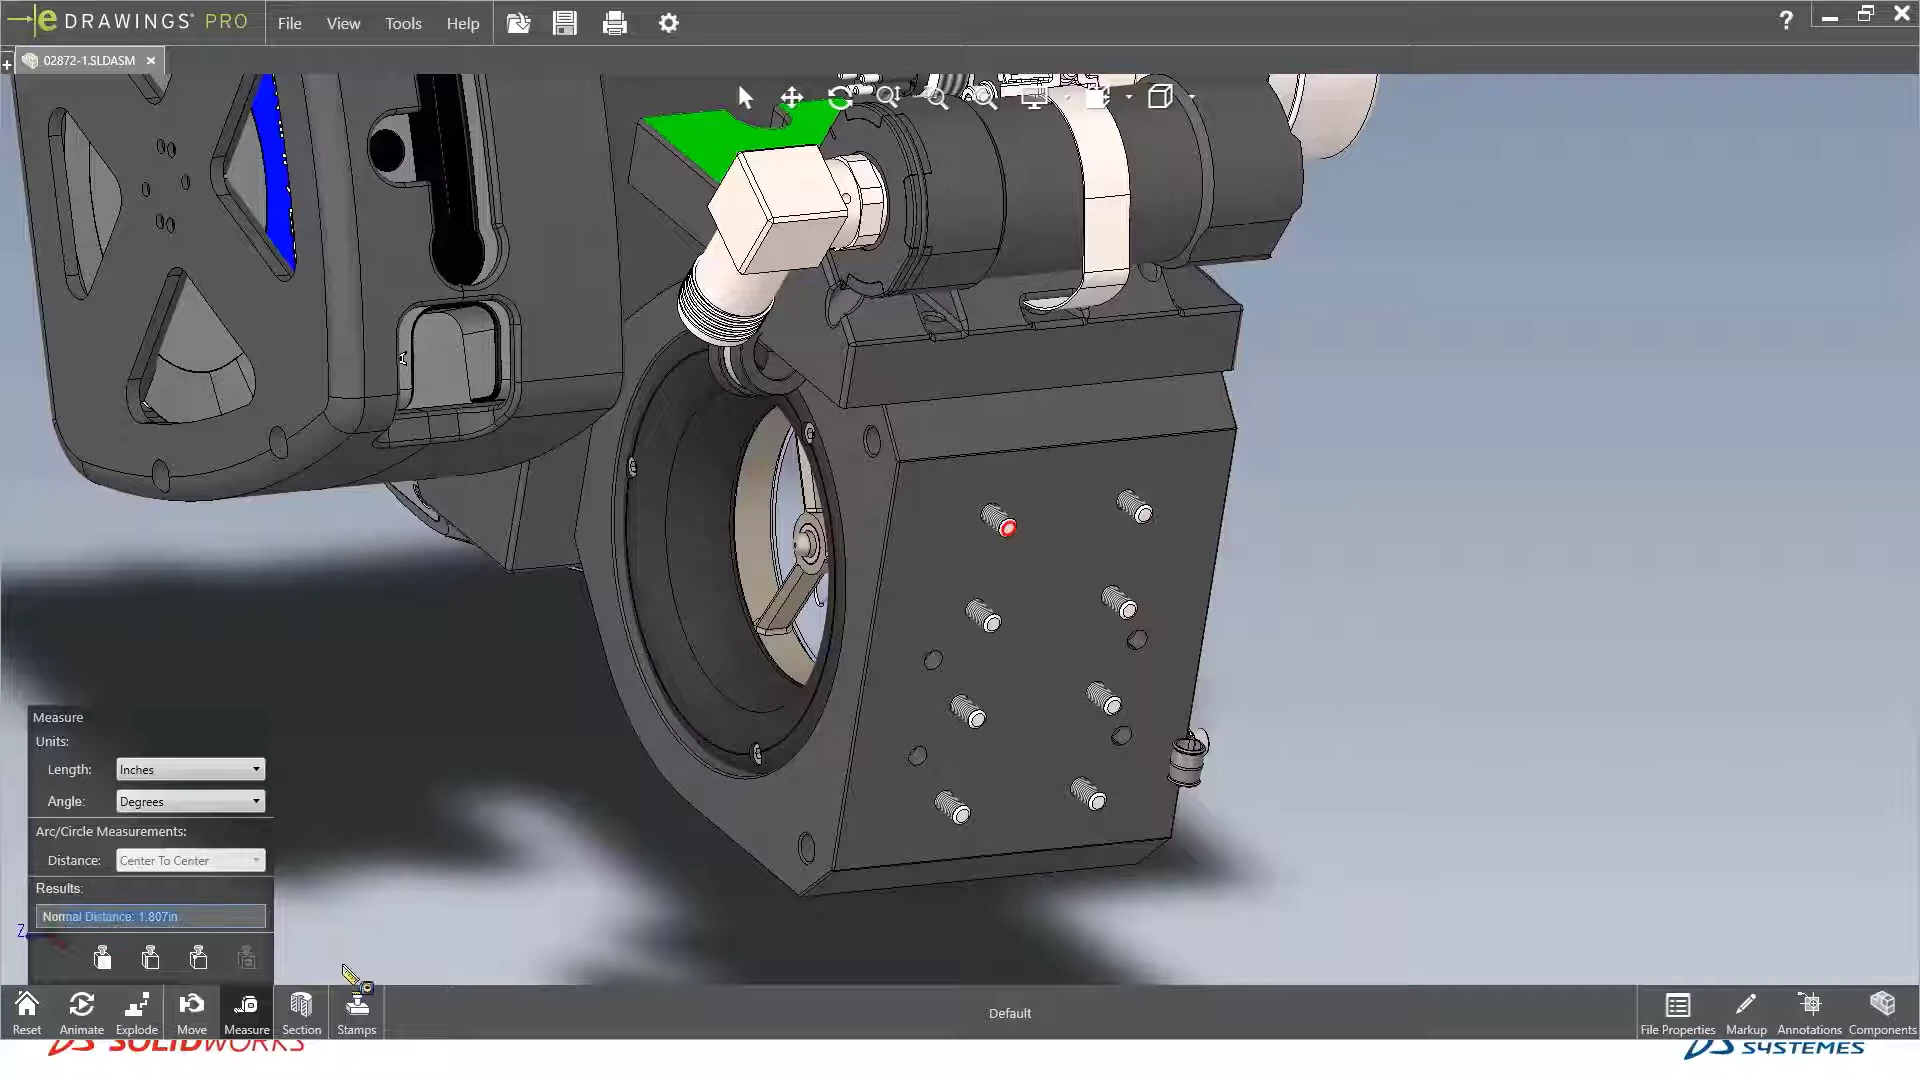 eDRAWINGS® PRO
File View Tools Help
?
02872-1.SLDASM
Measure
Units:
Length: Inches
Angle: Degrees
Arc/Circle Measurements:
Distance: Center To Center
Results:
Normal Distance: 1.807in
Z
Reset Animate Explode Move Measure Section Stamps
Default
File Properties Markup Annotations Components
SOLIDWORKS
SYSTEMES